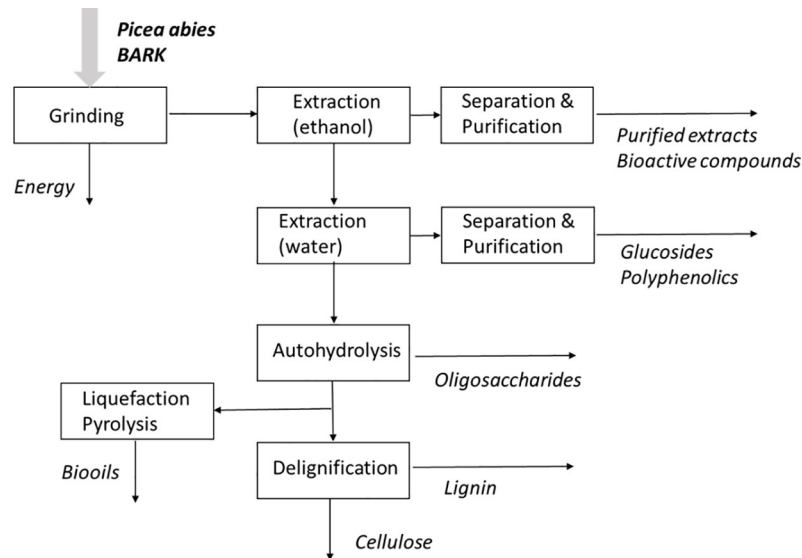 Picea abies
BARK
Grinding
Extraction
(ethanol)
Separation &
Purification
Purified extracts
Bioactive compounds
Energy
Extraction
(water)
Separation &
Purification
Glucosides
Polyphenolics
Autohydrolysis
Oligosaccharides
Liquefaction
Pyrolysis
Biooils
Delignification
Lignin
Cellulose